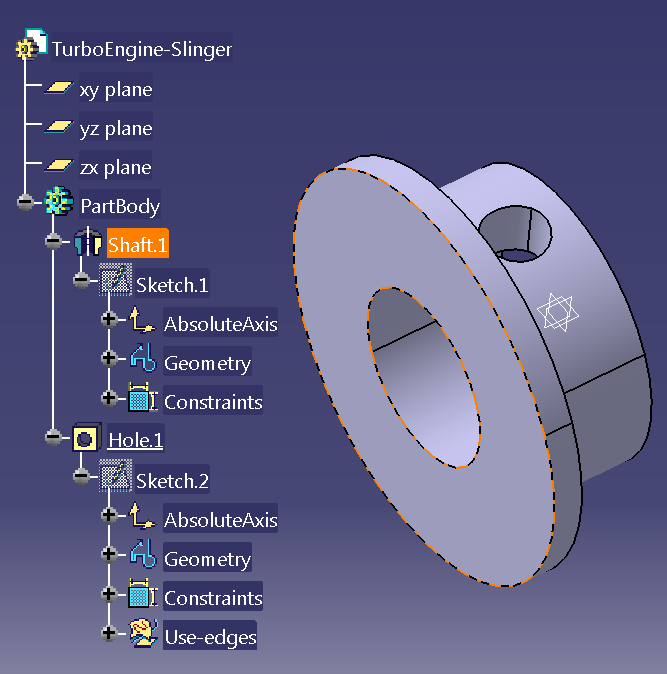 TurboEngine-Slinger
xy plane
yz plane
zx plane
PartBody
Shaft.1
Sketch.1
AbsoluteAxis
Geometry
Constraints
Hole.1
Sketch.2
AbsoluteAxis
Geometry
Constraints
Use-edges